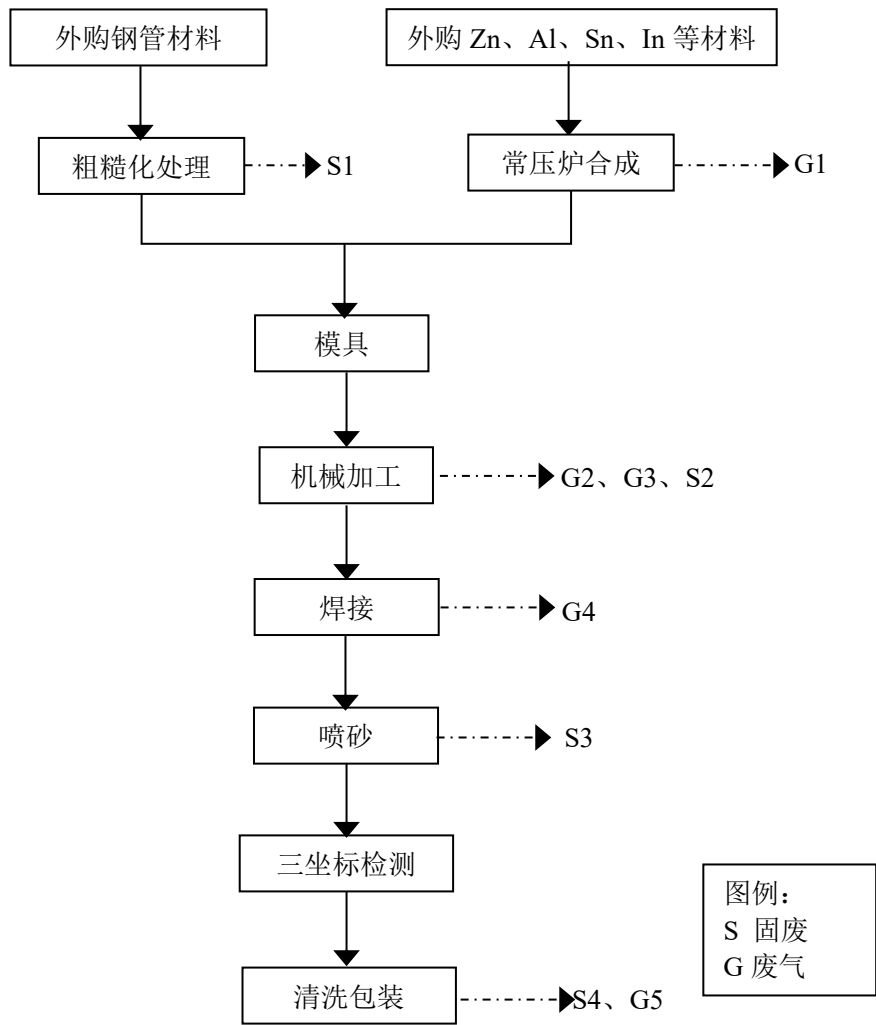 外购钢管材料
外购 Zn、Al、Sn、In 等材料
粗糙化处理
S1
常压炉合成
G1
模具
机械加工
G2、G3、S2
焊接
G4
喷砂
S3
三坐标检测
清洗包装
S4、G5
图例：
S 固废
G 废气